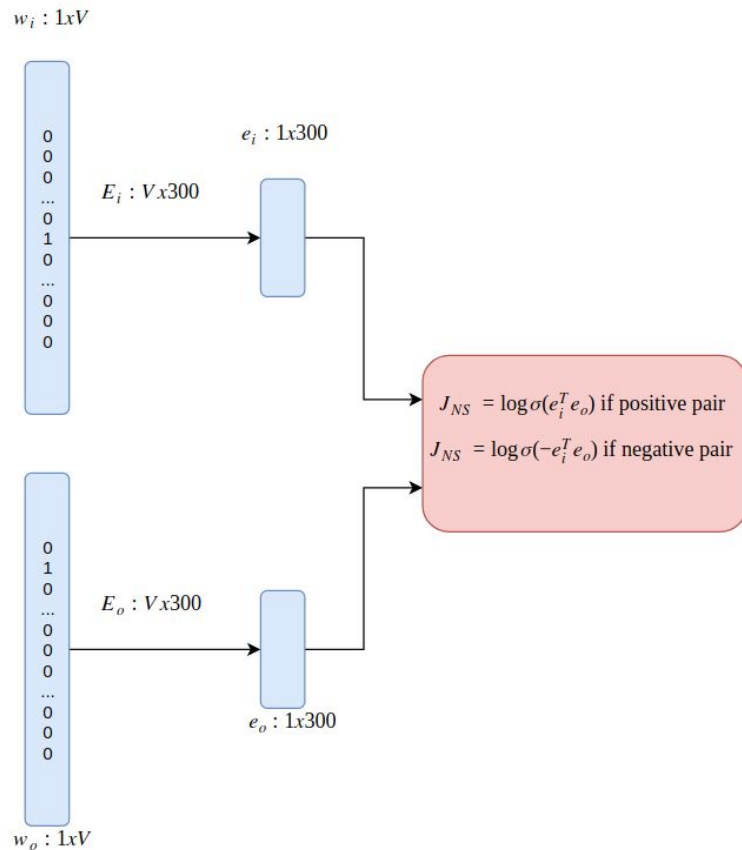 w_i : 1xV
0
0
0
...
0
1
0
...
0
0
0
E_i : Vx300
e_i : 1x300
J_NS = log σ(e_i^T e_o) if positive pair
J_NS = log σ(−e_i^T e_o) if negative pair
0
1
0
...
0
0
0
...
0
0
0
E_o : Vx300
e_o : 1x300
w_o : 1xV